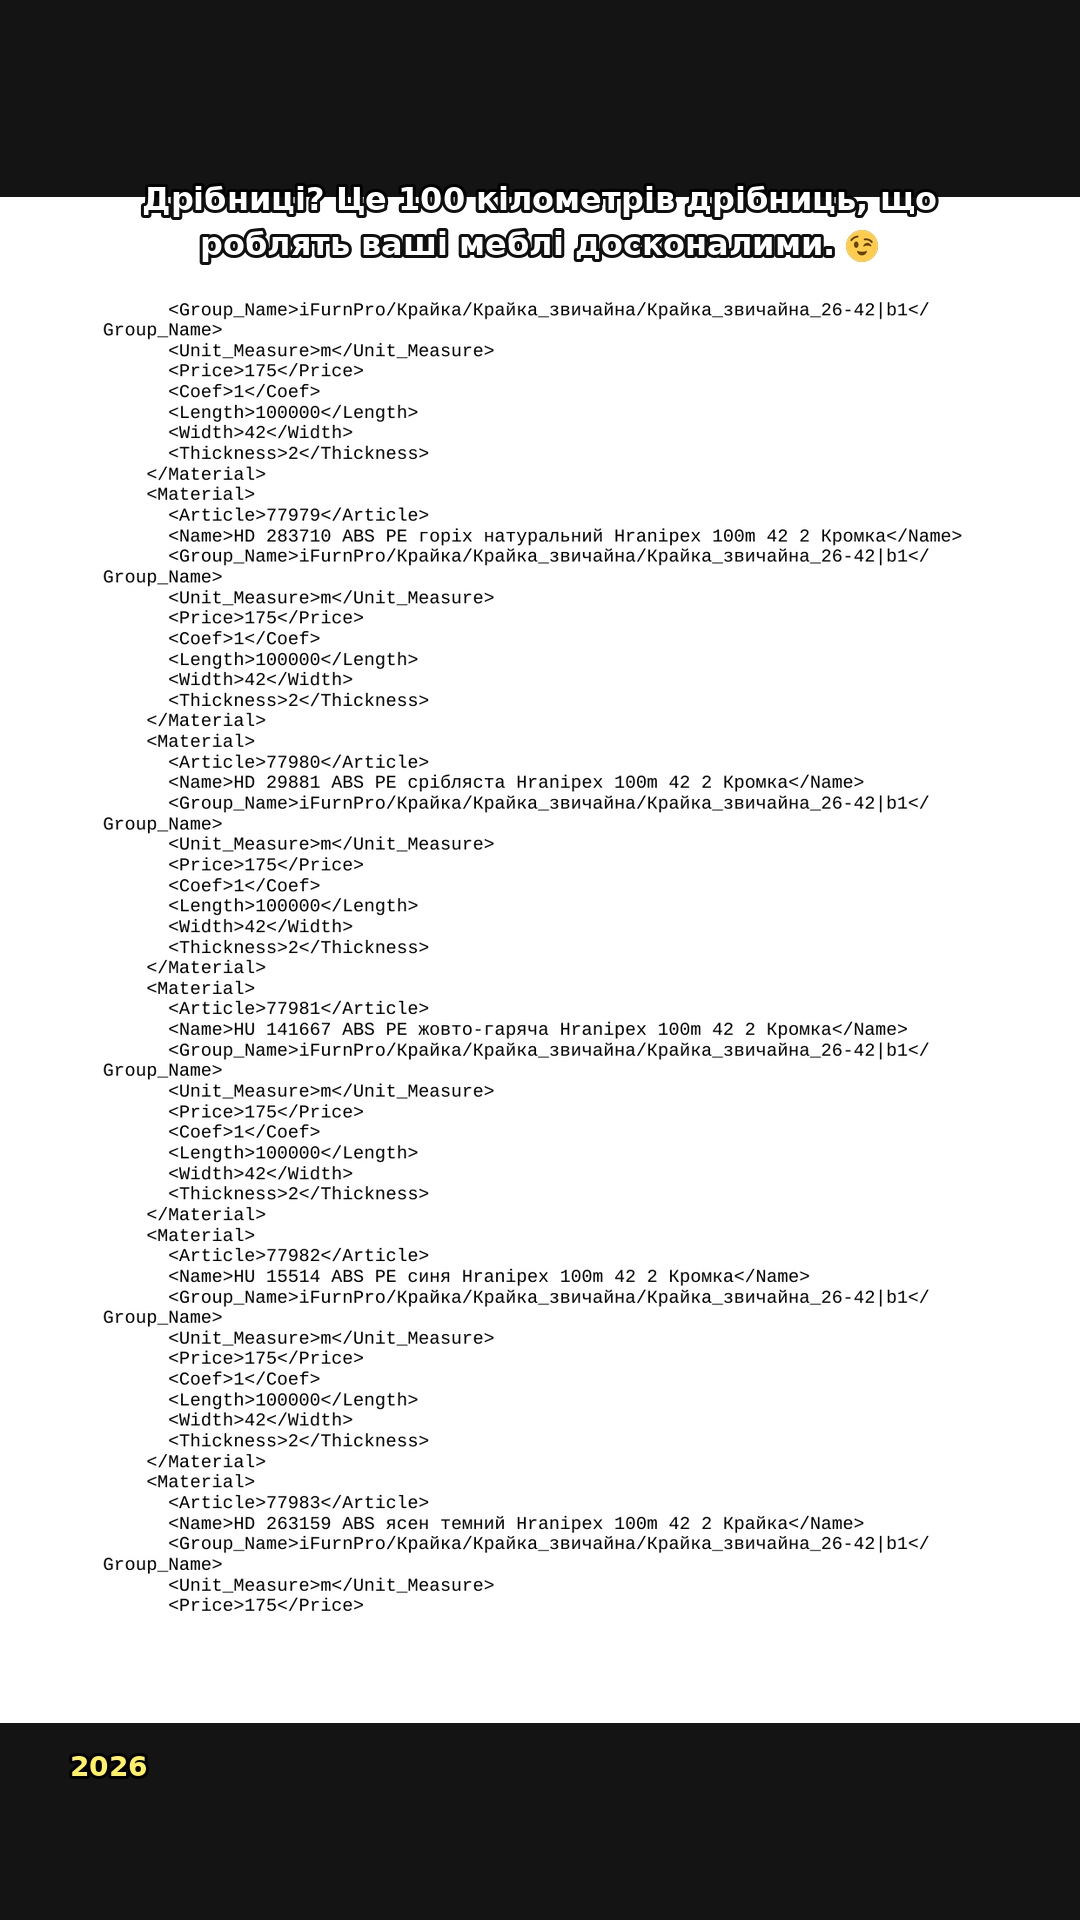 Дрібниці? Це 100 кілометрів дрібниць, що
роблять ваші меблі досконалими. 😉
<Group_Name>iFurnPro/Крайка/Крайка_звичайна/Крайка_звичайна_26-42|b1</
Group_Name>
<Unit_Measure>m</Unit_Measure>
<Price>175</Price>
<Coef>1</Coef>
<Length>100000</Length>
<Width>42</Width>
<Thickness>2</Thickness>
</Material>
<Material>
<Article>77979</Article>
<Name>HD 283710 ABS PE горіх натуральний Hranipex 100m 42 2 Кромка</Name>
<Group_Name>iFurnPro/Крайка/Крайка_звичайна/Крайка_звичайна_26-42|b1</
Group_Name>
<Unit_Measure>m</Unit_Measure>
<Price>175</Price>
<Coef>1</Coef>
<Length>100000</Length>
<Width>42</Width>
<Thickness>2</Thickness>
</Material>
<Material>
<Article>77980</Article>
<Name>HD 29881 ABS PE срібляста Hranipex 100m 42 2 Кромка</Name>
<Group_Name>iFurnPro/Крайка/Крайка_звичайна/Крайка_звичайна_26-42|b1</
Group_Name>
<Unit_Measure>m</Unit_Measure>
<Price>175</Price>
<Coef>1</Coef>
<Length>100000</Length>
<Width>42</Width>
<Thickness>2</Thickness>
</Material>
<Material>
<Article>77981</Article>
<Name>HU 141667 ABS PE жовто-гаряча Hranipex 100m 42 2 Кромка</Name>
<Group_Name>iFurnPro/Крайка/Крайка_звичайна/Крайка_звичайна_26-42|b1</
Group_Name>
<Unit_Measure>m</Unit_Measure>
<Price>175</Price>
<Coef>1</Coef>
<Length>100000</Length>
<Width>42</Width>
<Thickness>2</Thickness>
</Material>
<Material>
<Article>77982</Article>
<Name>HU 15514 ABS PE синя Hranipex 100m 42 2 Кромка</Name>
<Group_Name>iFurnPro/Крайка/Крайка_звичайна/Крайка_звичайна_26-42|b1</
Group_Name>
<Unit_Measure>m</Unit_Measure>
<Price>175</Price>
<Coef>1</Coef>
<Length>100000</Length>
<Width>42</Width>
<Thickness>2</Thickness>
</Material>
<Material>
<Article>77983</Article>
<Name>HD 263159 ABS ясен темний Hranipex 100m 42 2 Крайка</Name>
<Group_Name>iFurnPro/Крайка/Крайка_звичайна/Крайка_звичайна_26-42|b1</
Group_Name>
<Unit_Measure>m</Unit_Measure>
<Price>175</Price>
2026